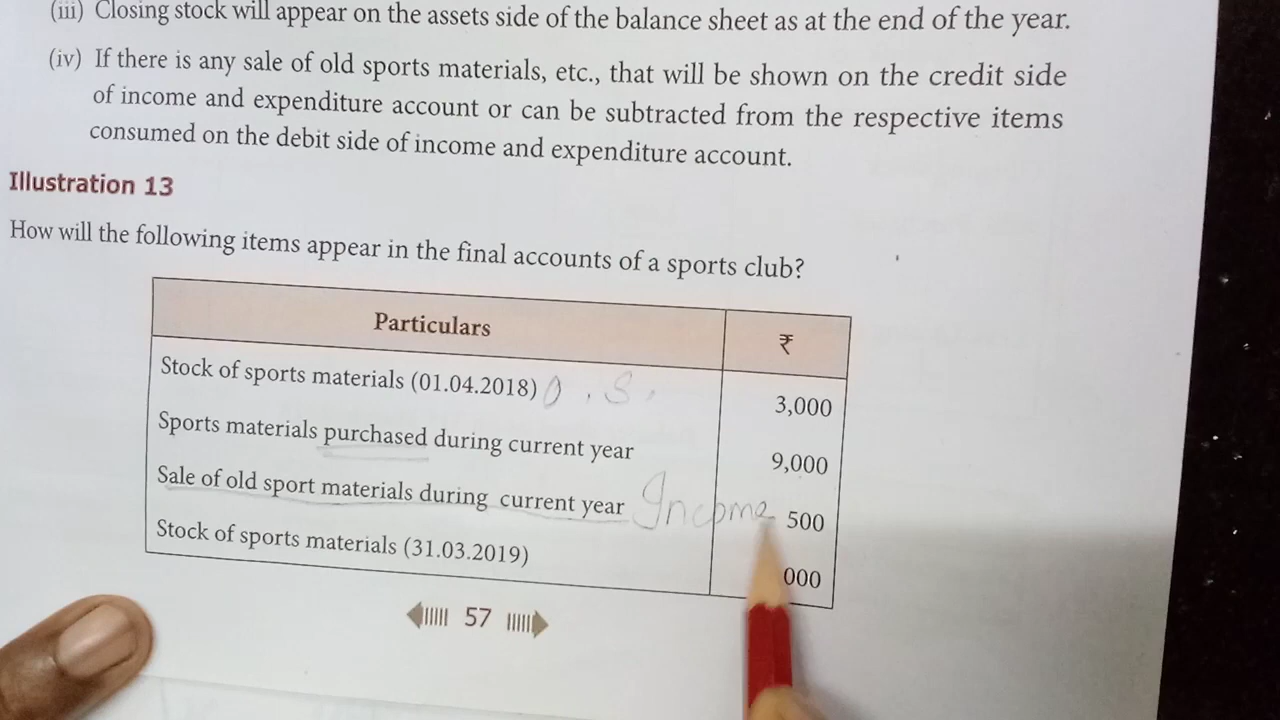 (iii) Closing stock will appear on the assets side of the balance sheet as at the end of the year.
(iv) If there is any sale of old sports materials, etc., that will be shown on the credit side
of income and expenditure account or can be subtracted from the respective items
consumed on the debit side of income and expenditure account.
Illustration 13
How will the following items appear in the final accounts of a sports club?
Particulars ₹
Stock of sports materials (01.04.2018) O . S . 3,000
Sports materials purchased during current year 9,000
Sale of old sport materials during current year Income 500
Stock of sports materials (31.03.2019) 000
57